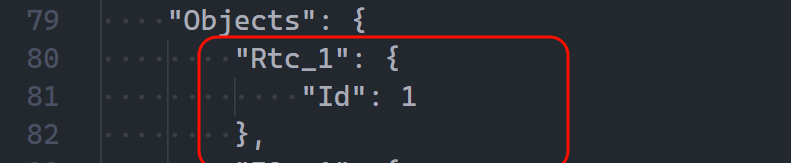 79 "Objects": {
80 "Rtc_1": {
81 "Id": 1
82 },